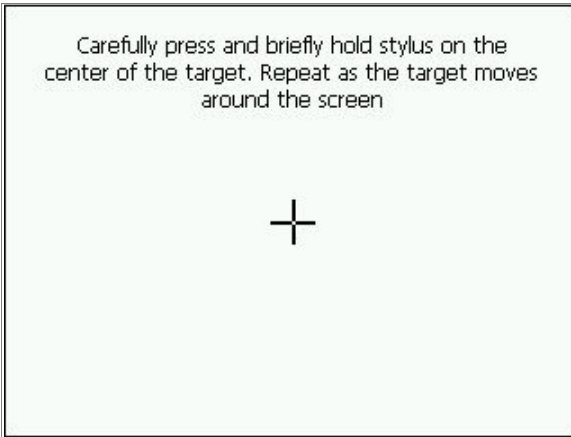 Carefully press and briefly hold stylus on the
center of the target. Repeat as the target moves
around the screen